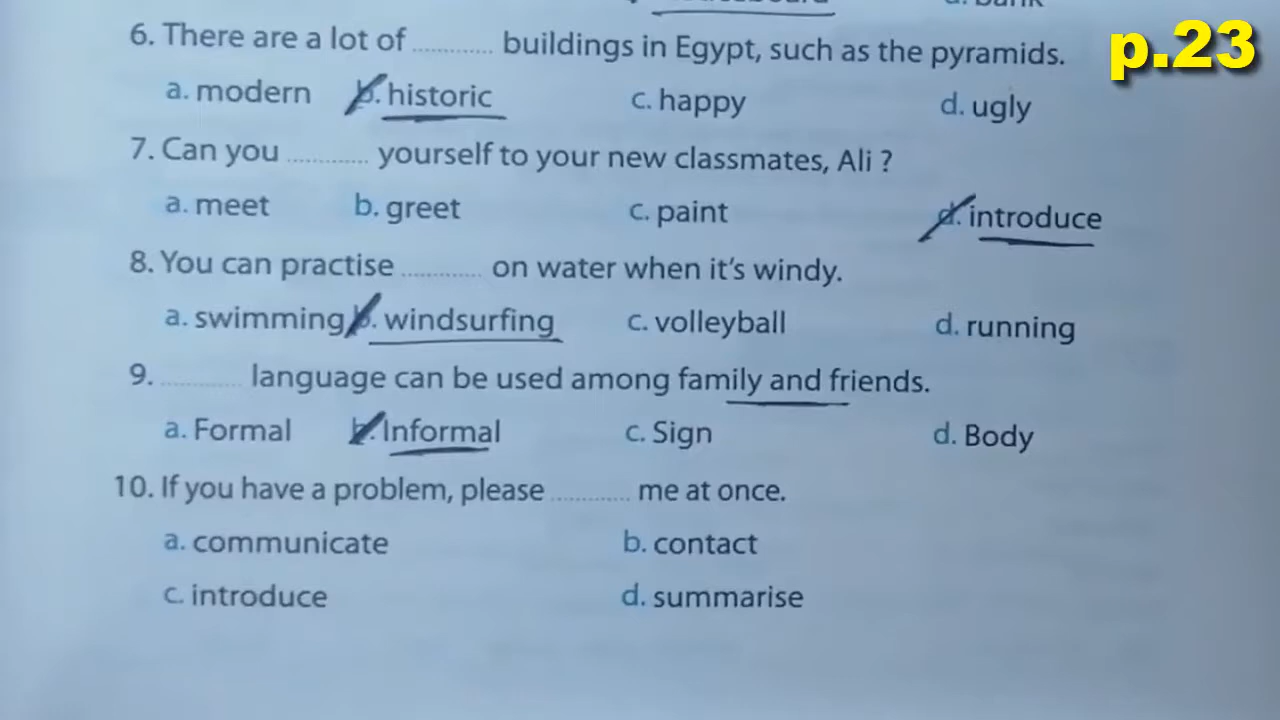 p.23
6. There are a lot of ............ buildings in Egypt, such as the pyramids.
a. modern b. historic c. happy d. ugly
7. Can you ............ yourself to your new classmates, Ali ?
a. meet b. greet c. paint d. introduce
8. You can practise ............ on water when it's windy.
a. swimming b. windsurfing c. volleyball d. running
9. ............ language can be used among family and friends.
a. Formal b. Informal c. Sign d. Body
10. If you have a problem, please ............ me at once.
a. communicate b. contact
c. introduce d. summarise